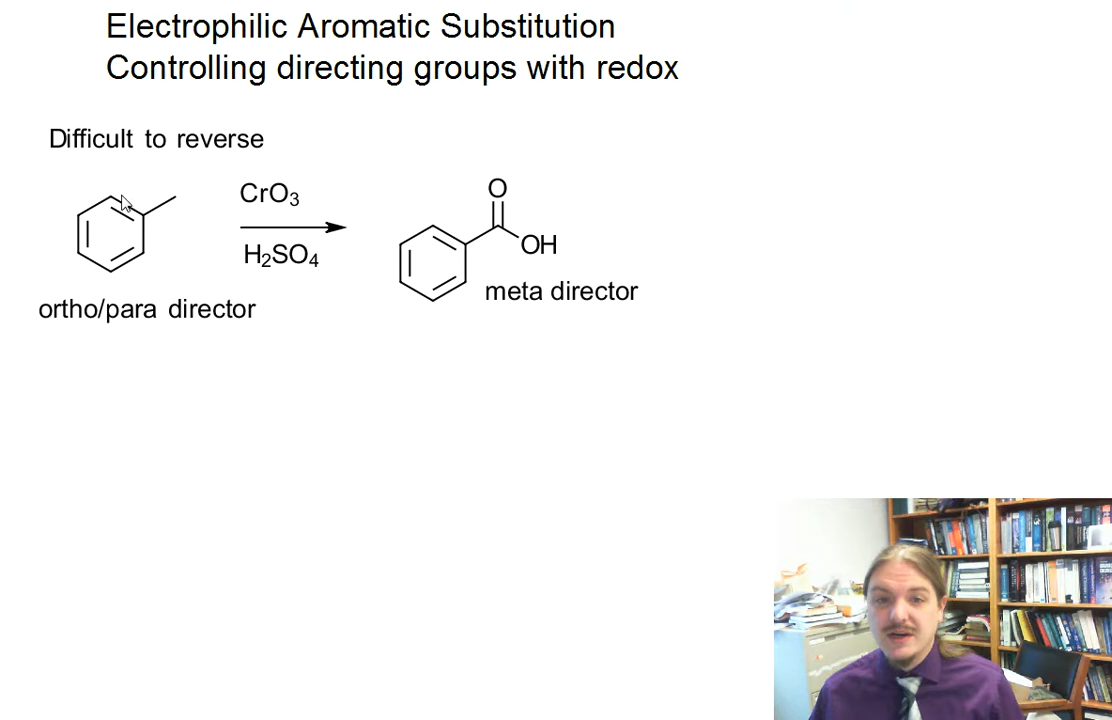 Electrophilic Aromatic Substitution
Controlling directing groups with redox
Difficult to reverse
CrO3
H2SO4
O
OH
meta director
ortho/para director